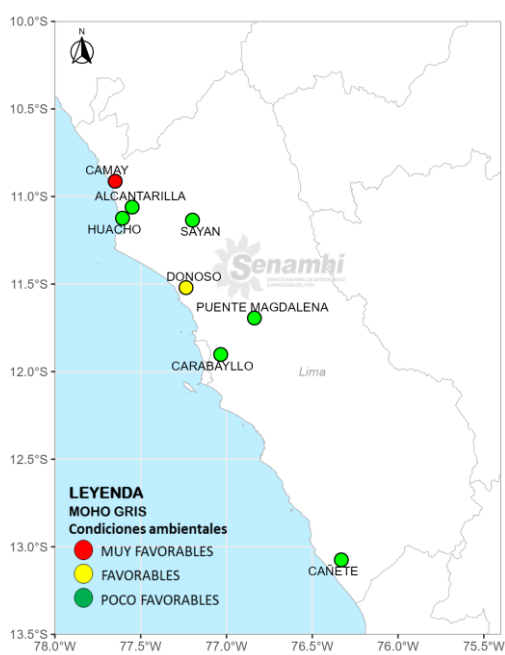 10.0°S
N
10.5°S
CAMAY
11.0°S
ALCANTARILLA
HUACHO
SAYAN
Senamhi
DONOSO
11.5°S
PUENTE MAGDALENA
12.0°S
CARABAYLLO
Lima
12.5°S
LEYENDA
MOHO GRIS
Condiciones ambientales
13.0°S
MUY FAVORABLES
CAÑETE
FAVORABLES
POCO FAVORABLES
13.5°S
78.0°W 77.5°W 77.0°W 76.5°W 76.0°W 75.5°W